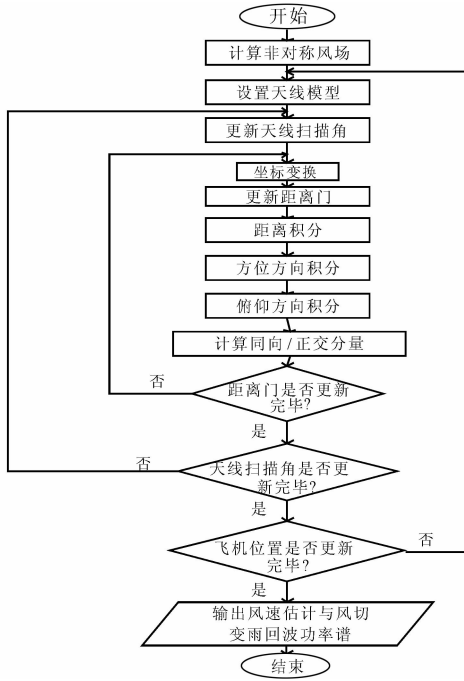 开始
计算非对称风场
设置天线模型
更新天线扫描角
坐标变换
更新距离门
距离积分
方位方向积分
俯仰方向积分
计算同向/正交分量
距离门是否更新
完毕?
否
是
天线扫描角是否更
新完毕?
否
是
飞机位置是否更新
完毕?
否
是
输出风速估计与风切
变雨回波功率谱
结束